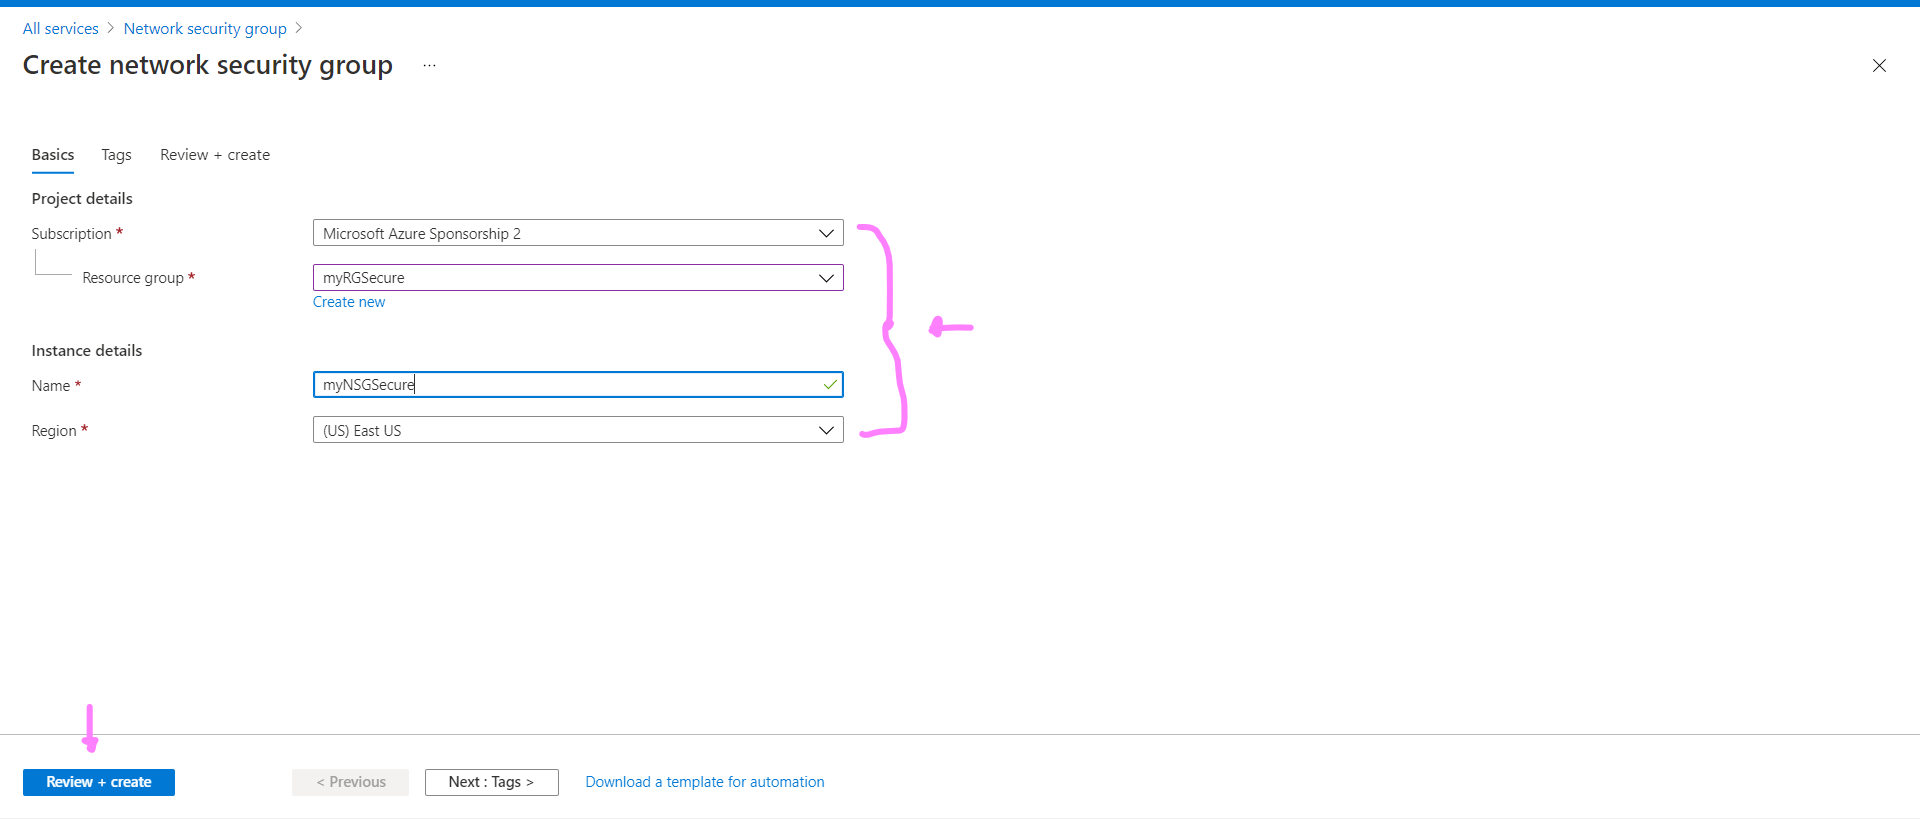 All services > Network security group >
Create network security group ...
Basics Tags Review + create
Project details
Subscription * Microsoft Azure Sponsorship 2
Resource group * myRGSecure
Create new
Instance details
Name * myNSGSecure
Region * (US) East US
Review + create < Previous Next : Tags > Download a template for automation